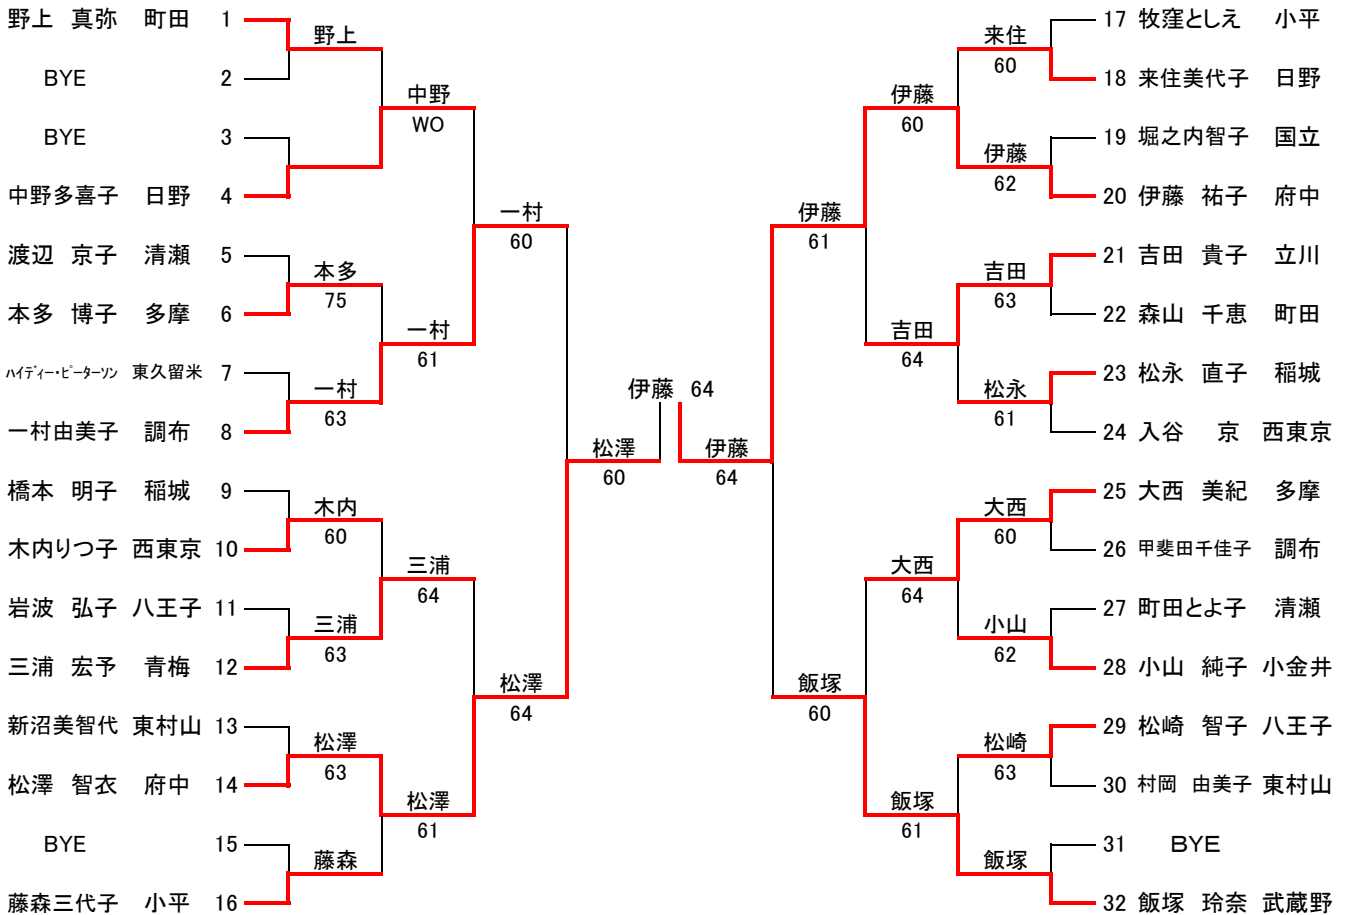 野上 真弥 町田 1
BYE 2
BYE 3
中野多喜子 日野 4
渡辺 京子 清瀬 5
本多 博子 多摩 6
ハイディー・ピーターソン 東久留米 7
一村由美子 調布 8
橋本 明子 稲城 9
木内りつ子 西東京 10
岩波 弘子 八王子 11
三浦 宏予 青梅 12
新沼美智代 東村山 13
松澤 智衣 府中 14
BYE 15
藤森三代子 小平 16
野上
本多
75
一村
63
木内
60
三浦
63
松澤
63
藤森
中野
WO
一村
61
三浦
64
松澤
61
一村
60
松澤
64
松澤
60
伊藤 64
伊藤
64
伊藤
61
飯塚
60
伊藤
60
吉田
64
大西
64
飯塚
61
来住
60
伊藤
62
吉田
63
松永
61
大西
60
小山
62
松崎
63
飯塚
17 牧窪としえ 小平
18 来住美代子 日野
19 堀之内智子 国立
20 伊藤 祐子 府中
21 吉田 貴子 立川
22 森山 千恵 町田
23 松永 直子 稲城
24 入谷 京 西東京
25 大西 美紀 多摩
26 甲斐田千佳子 調布
27 町田とよ子 清瀬
28 小山 純子 小金井
29 松崎 智子 八王子
30 村岡 由美子 東村山
31 BYE
32 飯塚 玲奈 武蔵野